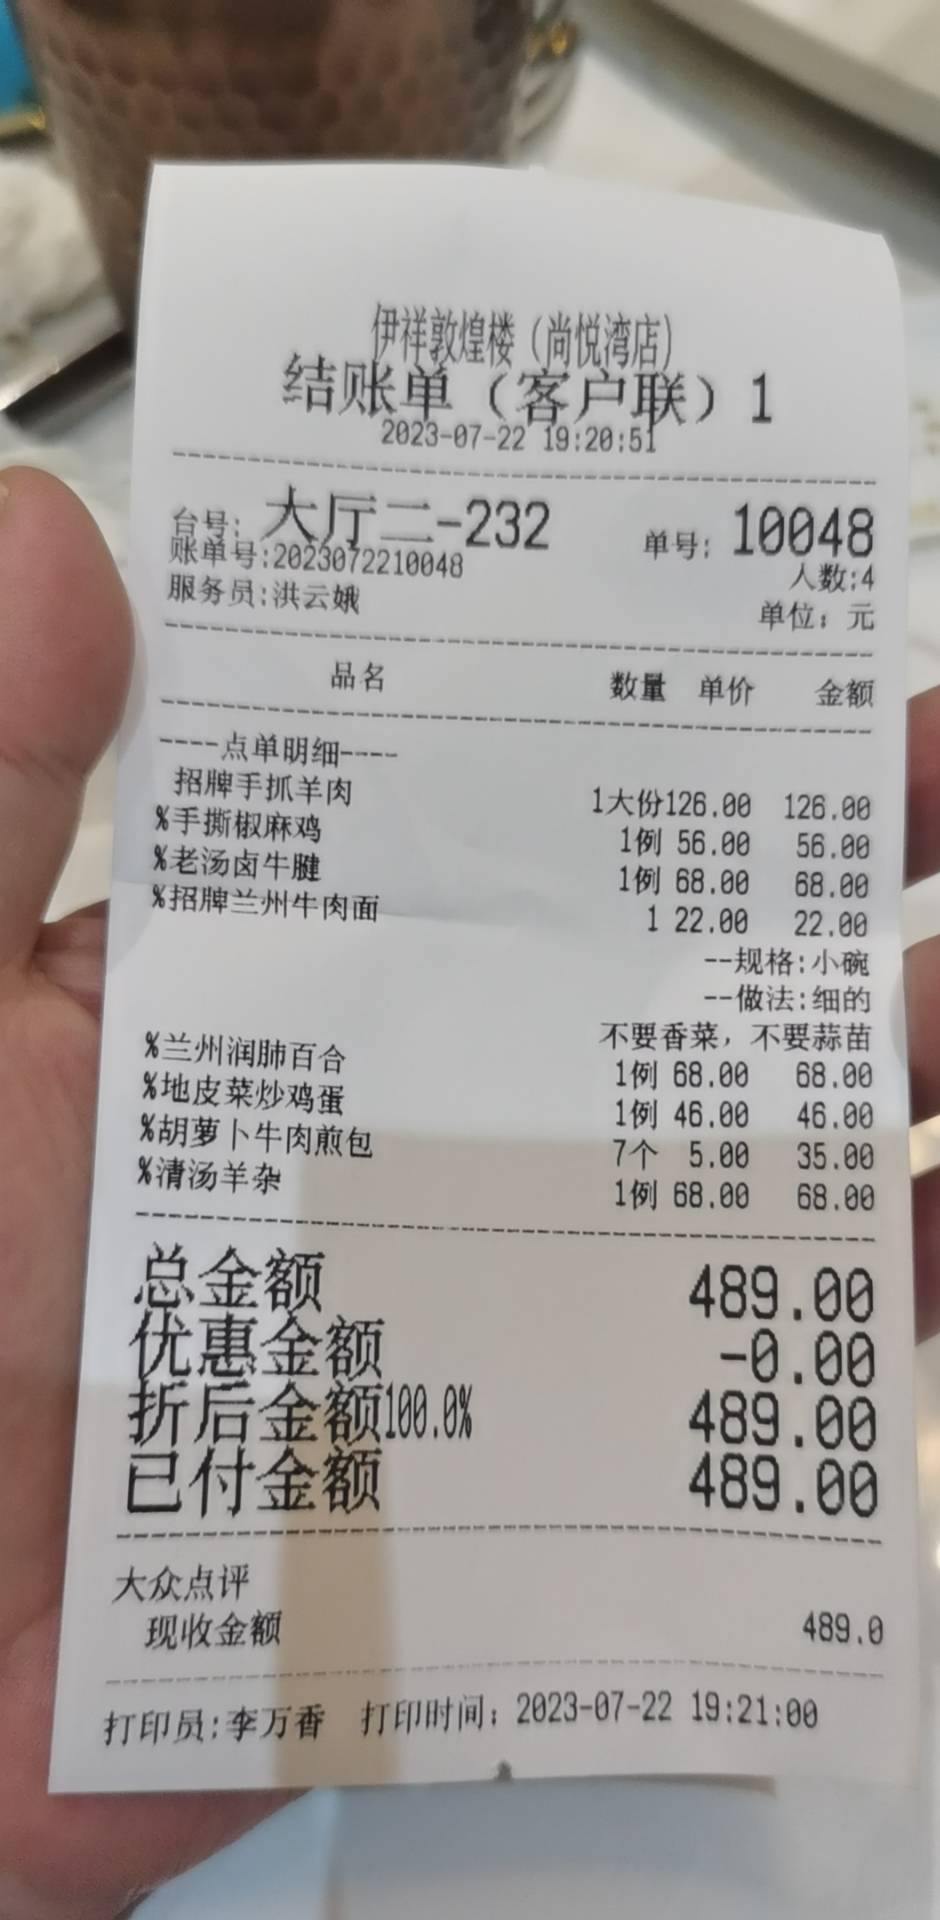 伊祥敦煌楼（尚悦湾店）
结账单（客户联）1
2023-07-22 19:20:51
台号: 大厅二-232 单号: 10048
账单号:2023072210048 人数:4
服务员:洪云娥 单位: 元
品名 数量 单价 金额
----点单明细----
招牌手抓羊肉 1大份126.00 126.00
%手撕椒麻鸡 1例 56.00 56.00
%老汤卤牛腱 1例 68.00 68.00
%招牌兰州牛肉面 1 22.00 22.00
--规格:小碗
--做法:细的
不要香菜, 不要蒜苗
%兰州润肺百合 1例 68.00 68.00
%地皮菜炒鸡蛋 1例 46.00 46.00
%胡萝卜牛肉煎包 7个 5.00 35.00
%清汤羊杂 1例 68.00 68.00
总金额 489.00
优惠金额 -0.00
折后金额100.0% 489.00
已付金额 489.00
大众点评
现收金额 489.0
打印员:李万香 打印时间: 2023-07-22 19:21:00